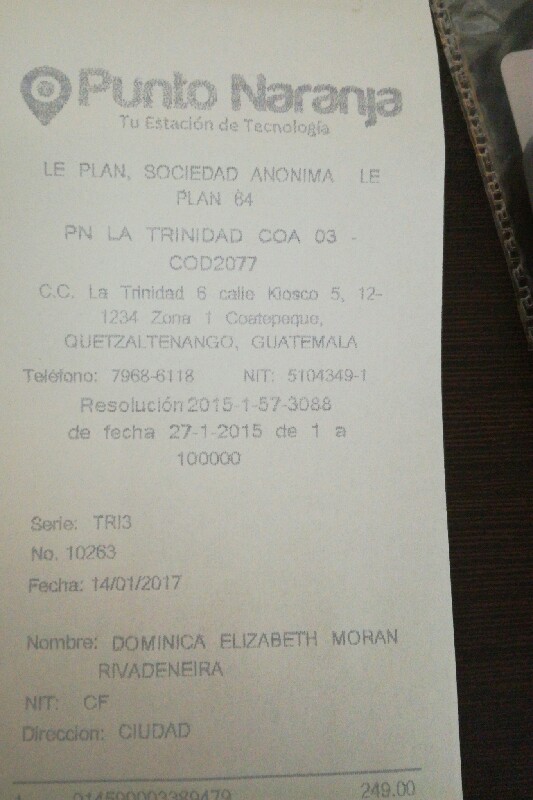 Punto Naranja
Tu Estación de Tecnología
LE PLAN, SOCIEDAD ANONIMA LE
PLAN 64
PN LA TRINIDAD COA 03 -
COD2077
C.C. La Trinidad 6 calle Kiosco 5, 12-
1234 Zona 1 Coatepeque,
QUETZALTENANGO, GUATEMALA
Teléfono: 7968-6118 NIT: 5104349-1
Resolución 2015-1-57-3088
de fecha 27-1-2015 de 1 a
100000
Serie: TRI3
No. 10263
Fecha: 14/01/2017
Nombre: DOMINICA ELIZABETH MORAN
RIVADENEIRA
NIT: CF
Direccion: CIUDAD
249.00